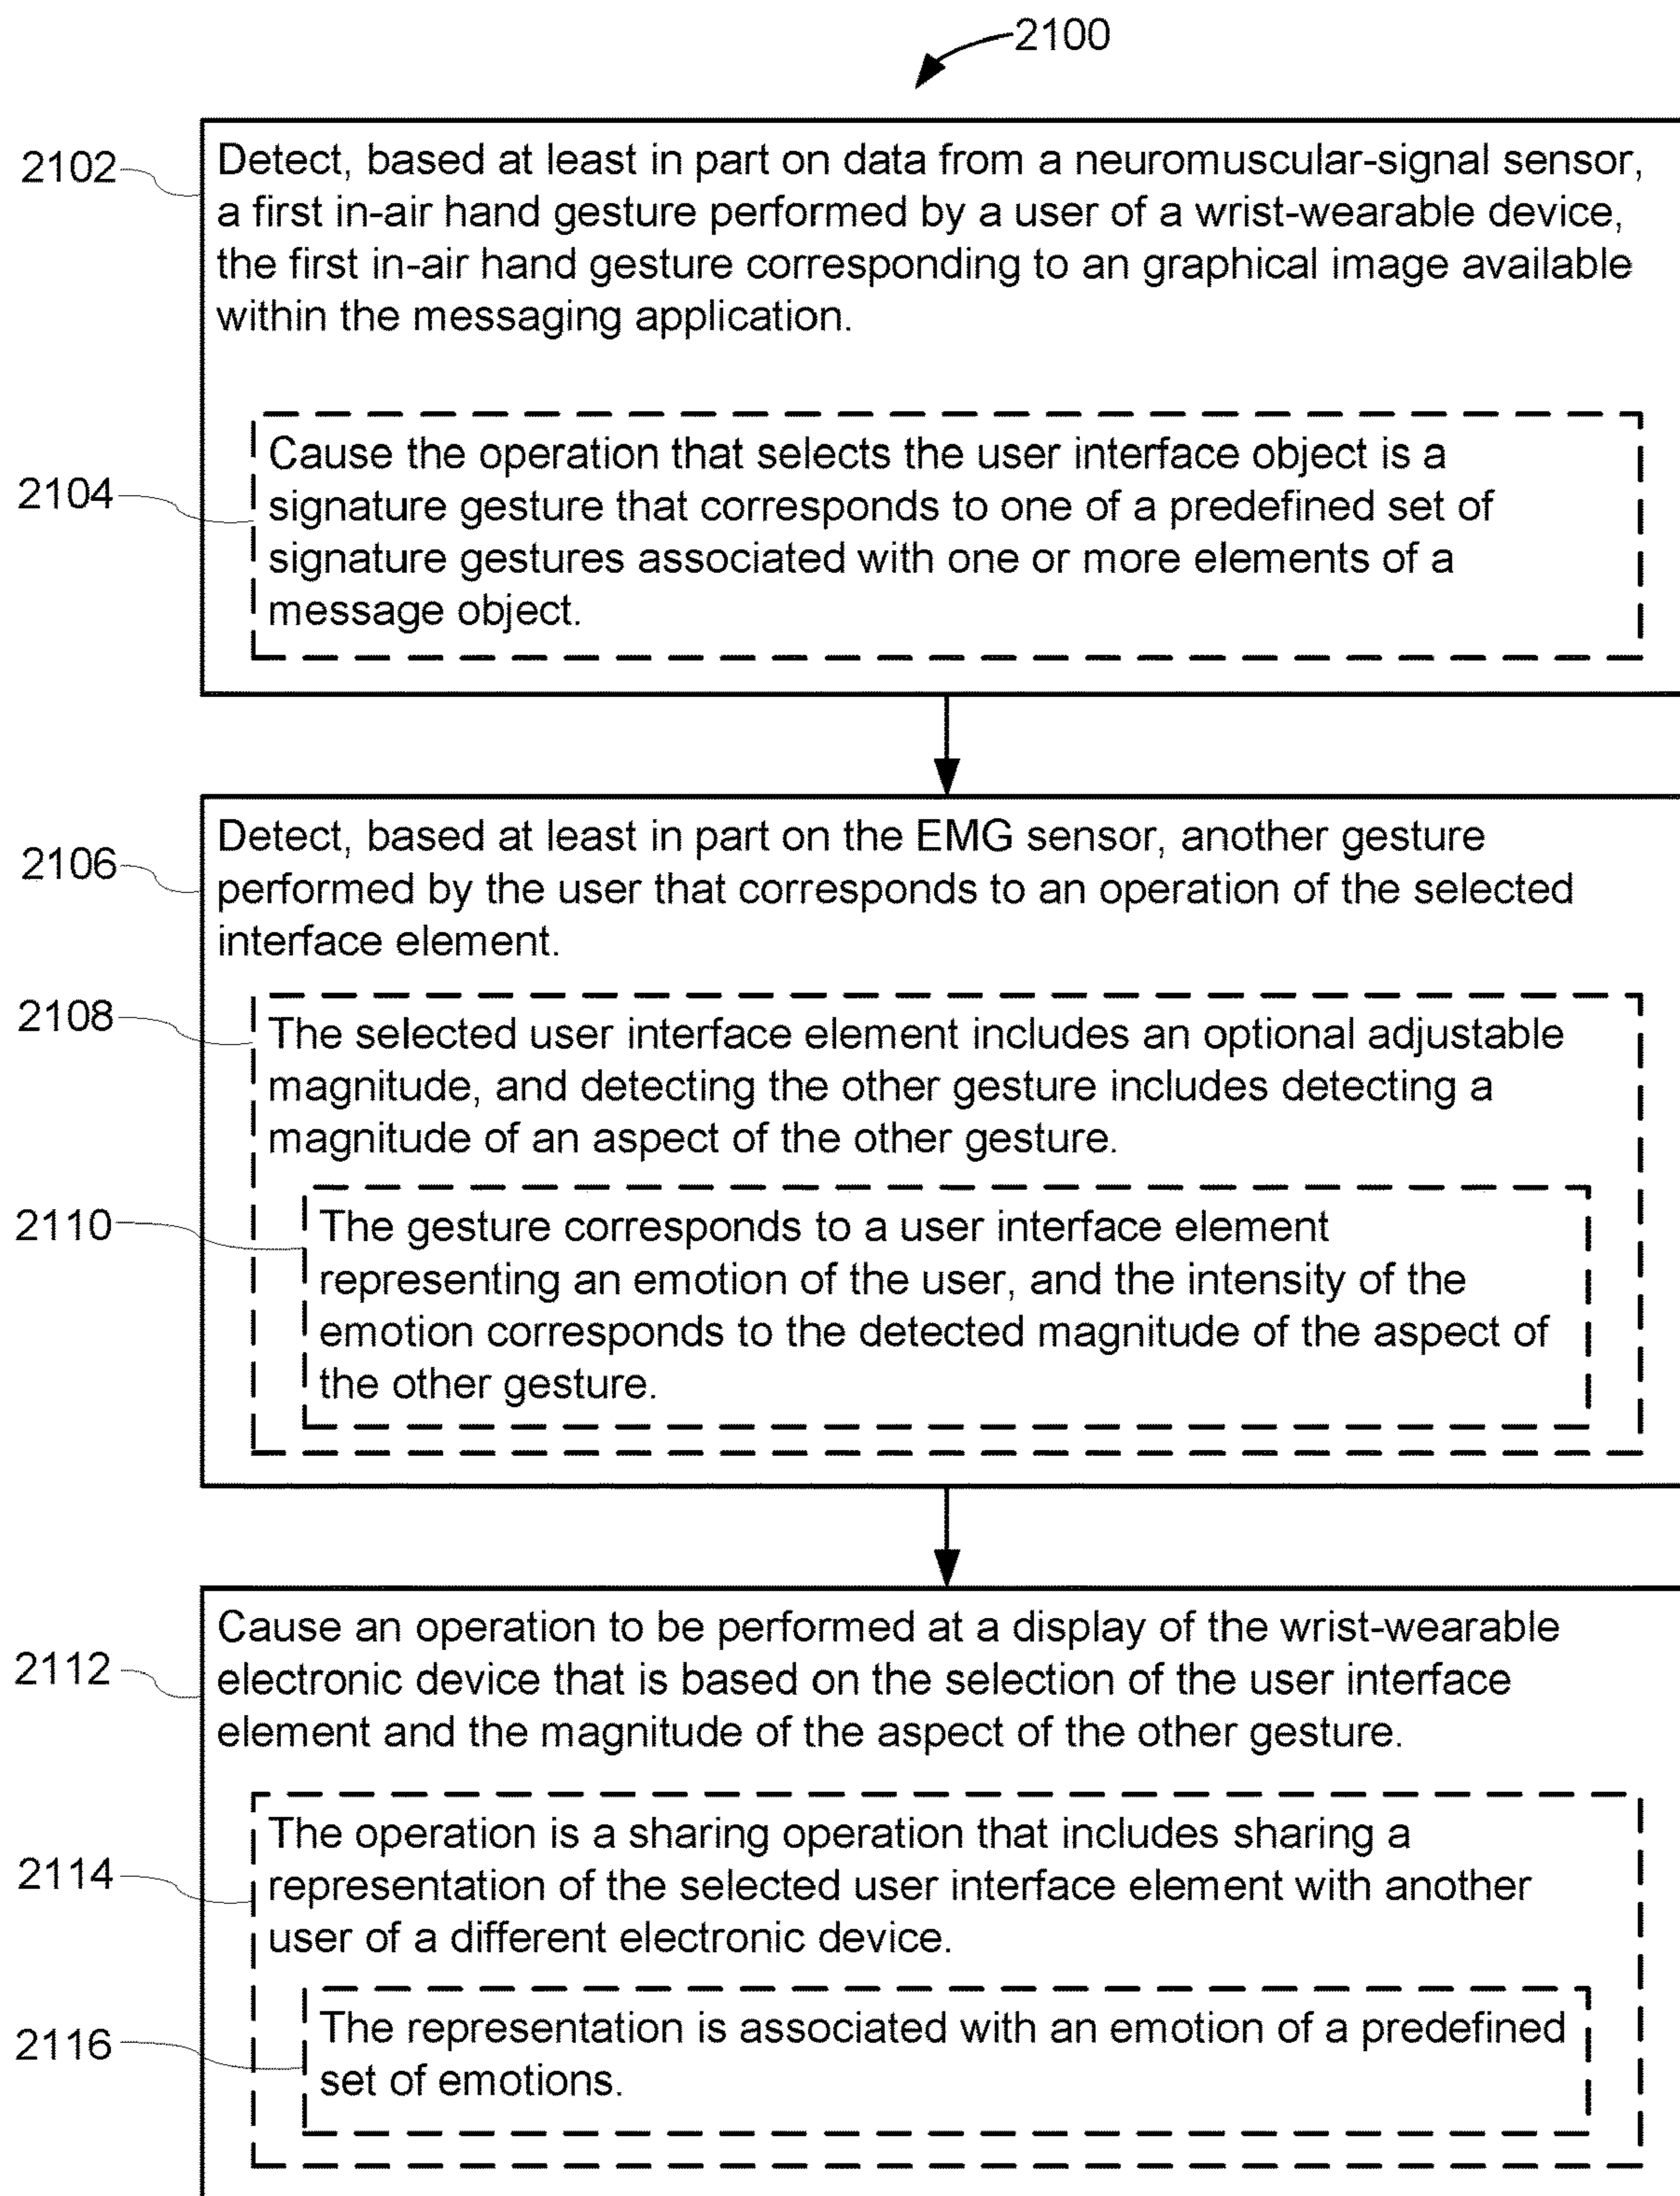 2100
2102
Detect, based at least in part on data from a neuromuscular-signal sensor,
a first in-air hand gesture performed by a user of a wrist-wearable device,
the first in-air hand gesture corresponding to an graphical image available
within the messaging application.
2104
Cause the operation that selects the user interface object is a
signature gesture that corresponds to one of a predefined set of
signature gestures associated with one or more elements of a
message object.
2106
Detect, based at least in part on the EMG sensor, another gesture
performed by the user that corresponds to an operation of the selected
interface element.
2108
The selected user interface element includes an optional adjustable
magnitude, and detecting the other gesture includes detecting a
magnitude of an aspect of the other gesture.
2110
The gesture corresponds to a user interface element
representing an emotion of the user, and the intensity of the
emotion corresponds to the detected magnitude of the aspect of
the other gesture.
2112
Cause an operation to be performed at a display of the wrist-wearable
electronic device that is based on the selection of the user interface
element and the magnitude of the aspect of the other gesture.
2114
The operation is a sharing operation that includes sharing a
representation of the selected user interface element with another
user of a different electronic device.
2116
The representation is associated with an emotion of a predefined
set of emotions.